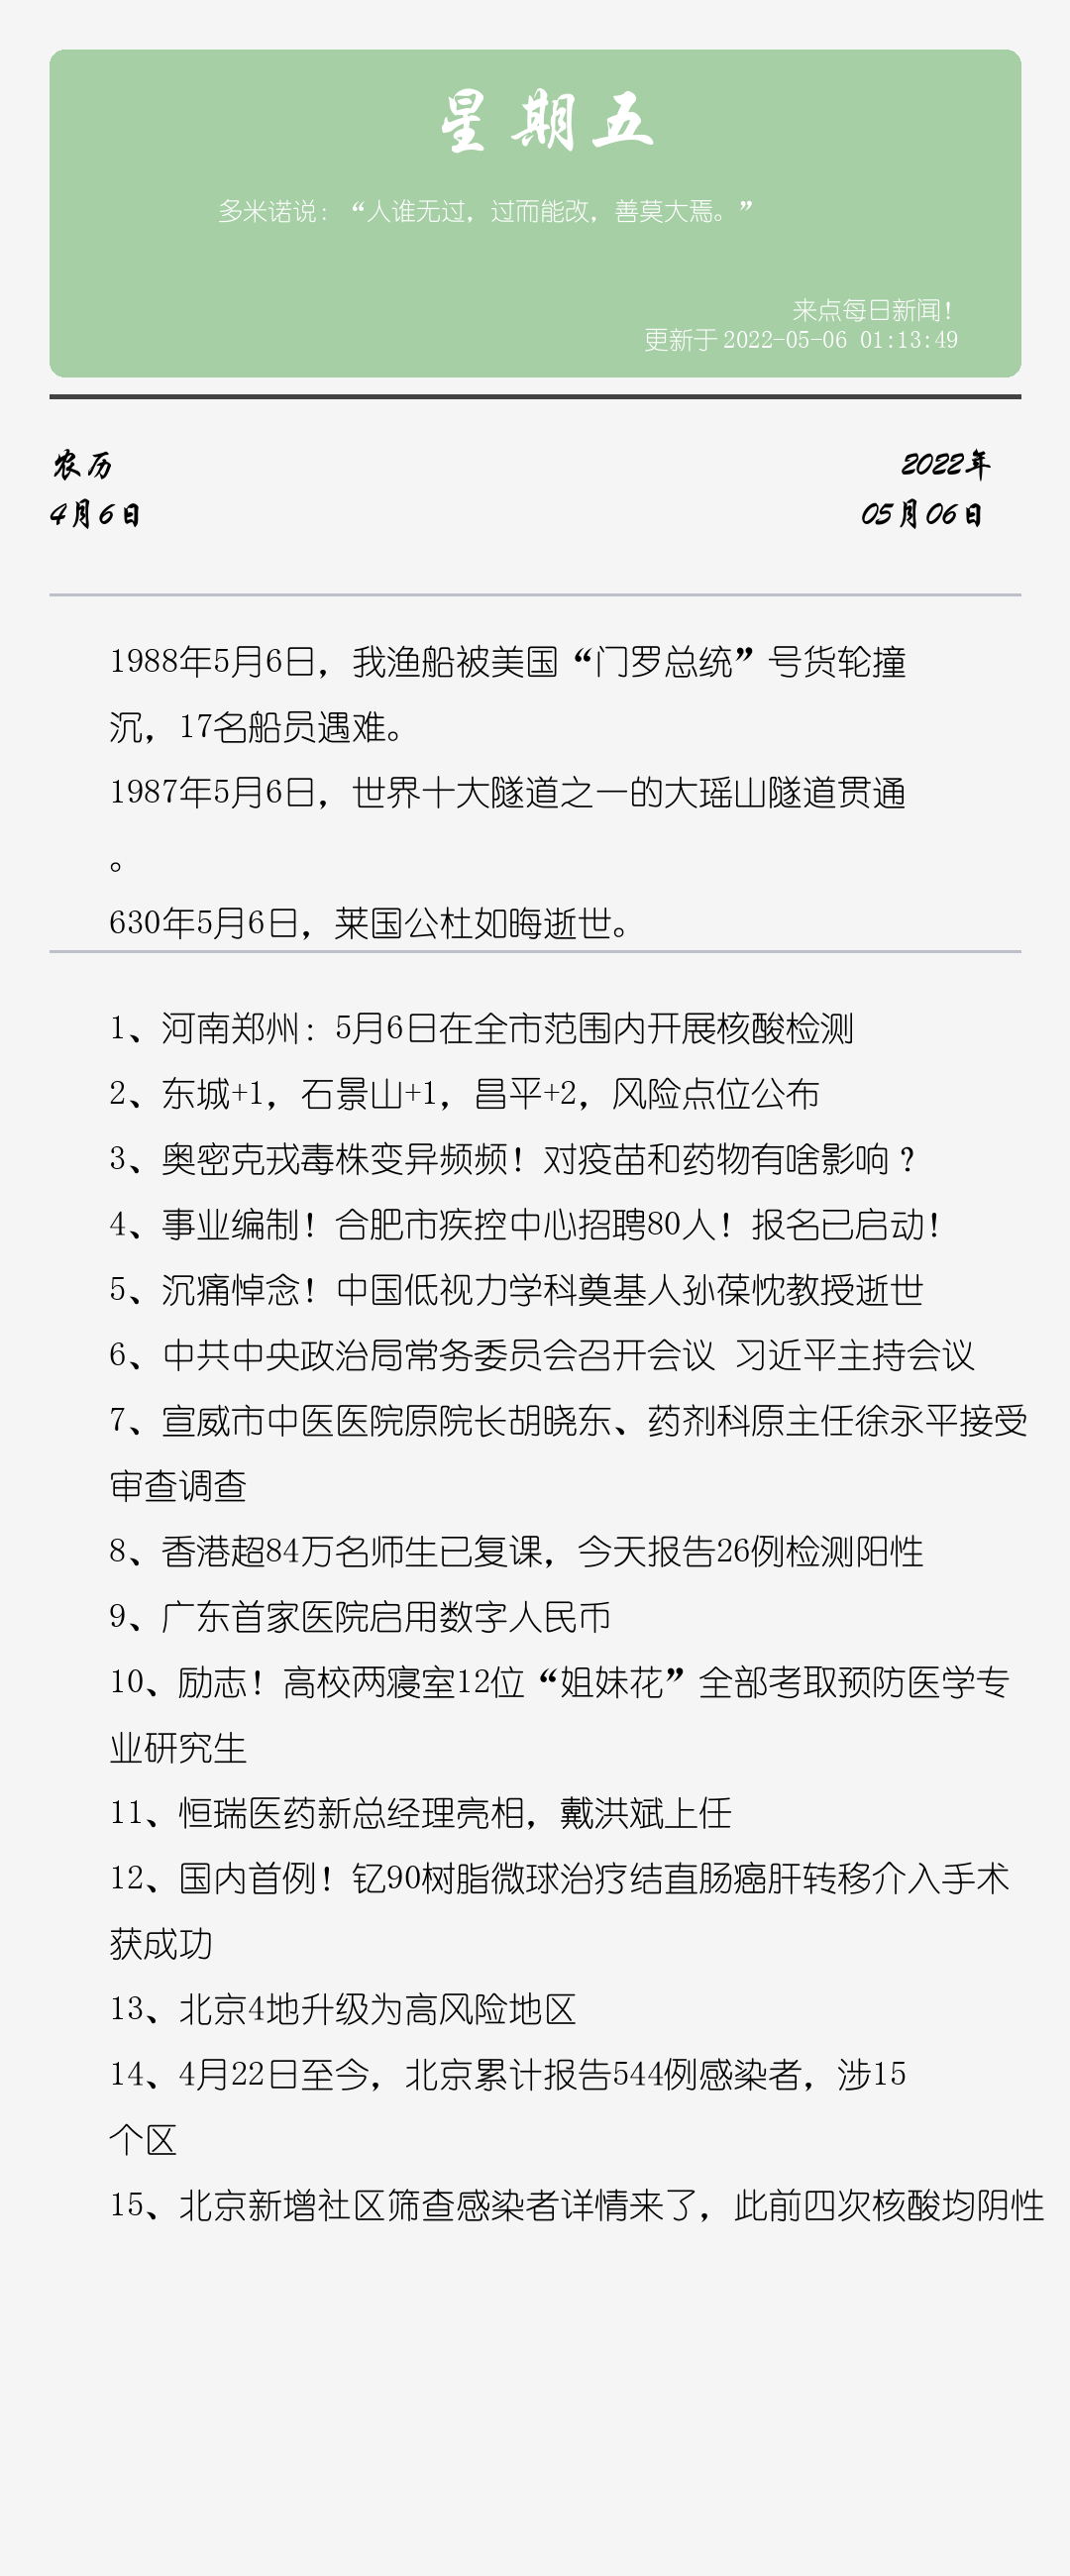 星期五
多米诺说：“人谁无过，过而能改，善莫大焉。”
来点每日新闻！
更新于 2022-05-06 01:13:49
农历
2022年
4月6日
05月06日
1988年5月6日，我渔船被美国“门罗总统”号货轮撞
沉，17名船员遇难。
1987年5月6日，世界十大隧道之一的大瑶山隧道贯通
。
630年5月6日，莱国公杜如晦逝世。
1、河南郑州：5月6日在全市范围内开展核酸检测
2、东城+1，石景山+1，昌平+2，风险点位公布
3、奥密克戎毒株变异频频！对疫苗和药物有啥影响？
4、事业编制！合肥市疾控中心招聘80人！报名已启动！
5、沉痛悼念！中国低视力学科奠基人孙葆忱教授逝世
6、中共中央政治局常务委员会召开会议 习近平主持会议
7、宣威市中医医院原院长胡晓东、药剂科原主任徐永平接受
审查调查
8、香港超84万名师生已复课，今天报告26例检测阳性
9、广东首家医院启用数字人民币
10、励志！高校两寝室12位“姐妹花”全部考取预防医学专
业研究生
11、恒瑞医药新总经理亮相，戴洪斌上任
12、国内首例！钇90树脂微球治疗结直肠癌肝转移介入手术
获成功
13、北京4地升级为高风险地区
14、4月22日至今，北京累计报告544例感染者，涉15
个区
15、北京新增社区筛查感染者详情来了，此前四次核酸均阴性